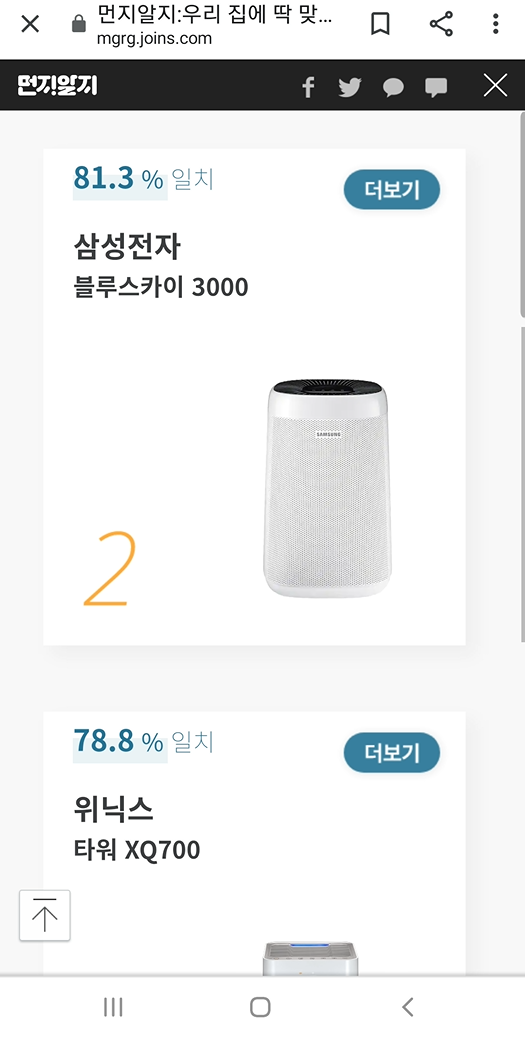 먼지알지:우리 집에 딱 맞...
mgrg.joins.com
먼지알지
81.3 % 일치
더보기
삼성전자
블루스카이 3000
SAMSUNG
2
78.8 % 일치
더보기
위닉스
타워 XQ700